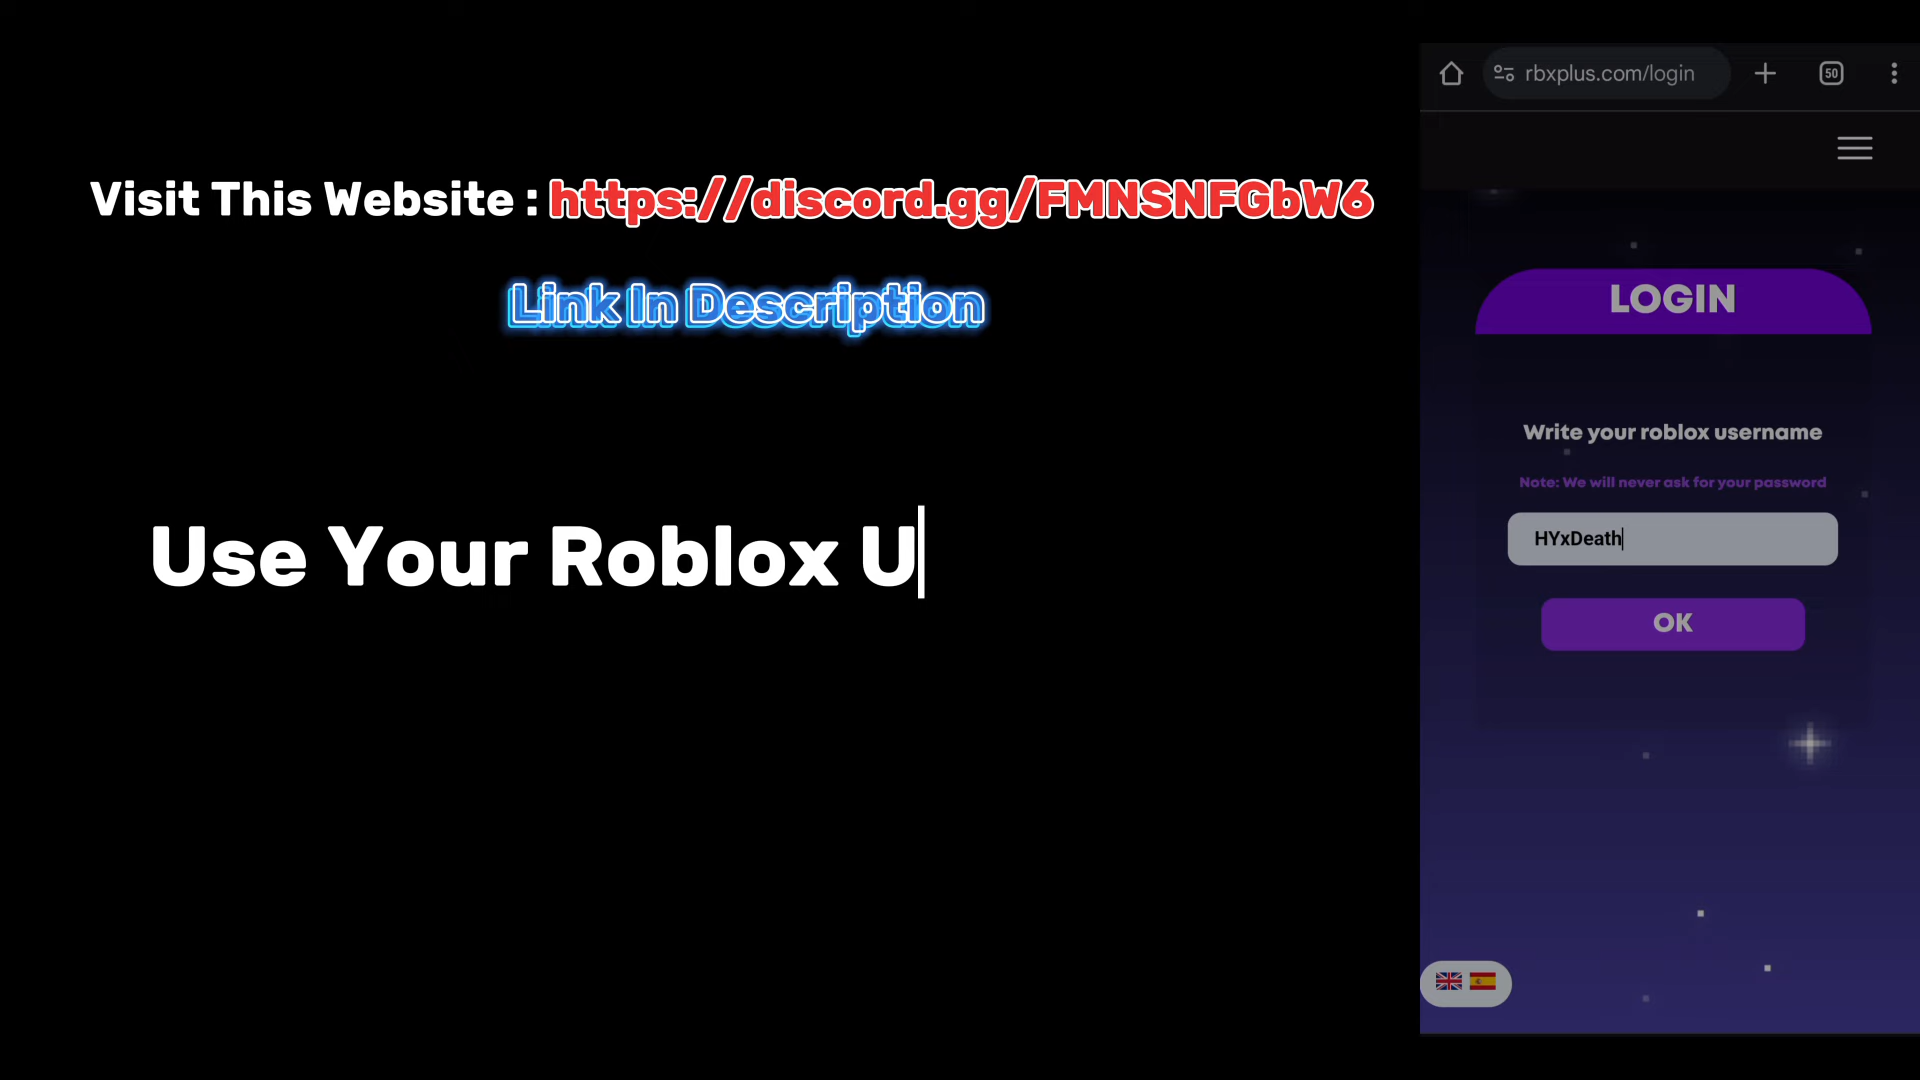 Visit This Website : https://discord.gg/FMNSNFGbW6
Link In Description
Use Your Roblox U
rbxplus.com/login
50
LOGIN
Write your roblox username
Note: We will never ask for your password
HYxDeath
OK